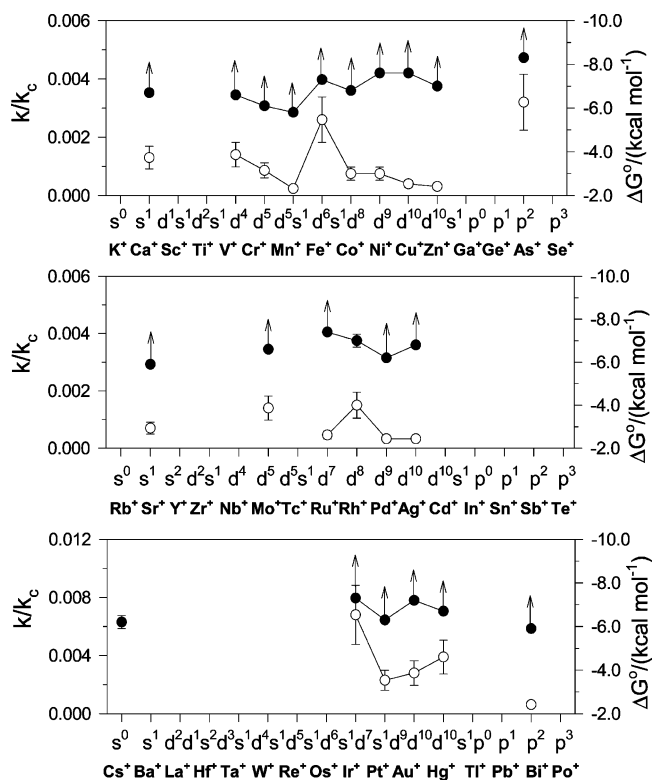 0.006
0.004
0.002
0.000
k/k_c
-10.0
-8.0
-6.0
-4.0
-2.0
ΔG°/(kcal mol⁻¹)
s⁰ s¹ d¹s¹ d²s¹ d⁴ d⁵ d⁵s¹ d⁶ s¹d⁸ d⁹ d¹⁰ d¹⁰s¹ p⁰ p¹ p² p³
K⁺ Ca⁺ Sc⁺ Ti⁺ V⁺ Cr⁺ Mn⁺ Fe⁺ Co⁺ Ni⁺ Cu⁺ Zn⁺ Ga⁺ Ge⁺ As⁺ Se⁺
0.006
0.004
0.002
0.000
k/k_c
-10.0
-8.0
-6.0
-4.0
-2.0
ΔG°/(kcal mol⁻¹)
s⁰ s¹ s² d²s¹ d⁴ d⁵ d⁵s¹ d⁷ d⁸ d⁹ d¹⁰ d¹⁰s¹ p⁰ p¹ p² p³
Rb⁺ Sr⁺ Y⁺ Zr⁺ Nb⁺ Mo⁺ Tc⁺ Ru⁺ Rh⁺ Pd⁺ Ag⁺ Cd⁺ In⁺ Sn⁺ Sb⁺ Te⁺
0.012
0.008
0.004
0.000
k/k_c
-10.0
-8.0
-6.0
-4.0
-2.0
ΔG°/(kcal mol⁻¹)
s⁰ s¹ d² d²s¹ d³s¹ d⁴s¹ d⁵s¹ d⁶s¹ d⁷s¹ d⁹ d¹⁰ d¹⁰s¹ p⁰ p¹ p² p³
Cs⁺ Ba⁺ La⁺ Hf⁺ Ta⁺ W⁺ Re⁺ Os⁺ Ir⁺ Pt⁺ Au⁺ Hg⁺ Tl⁺ Pb⁺ Bi⁺ Po⁺